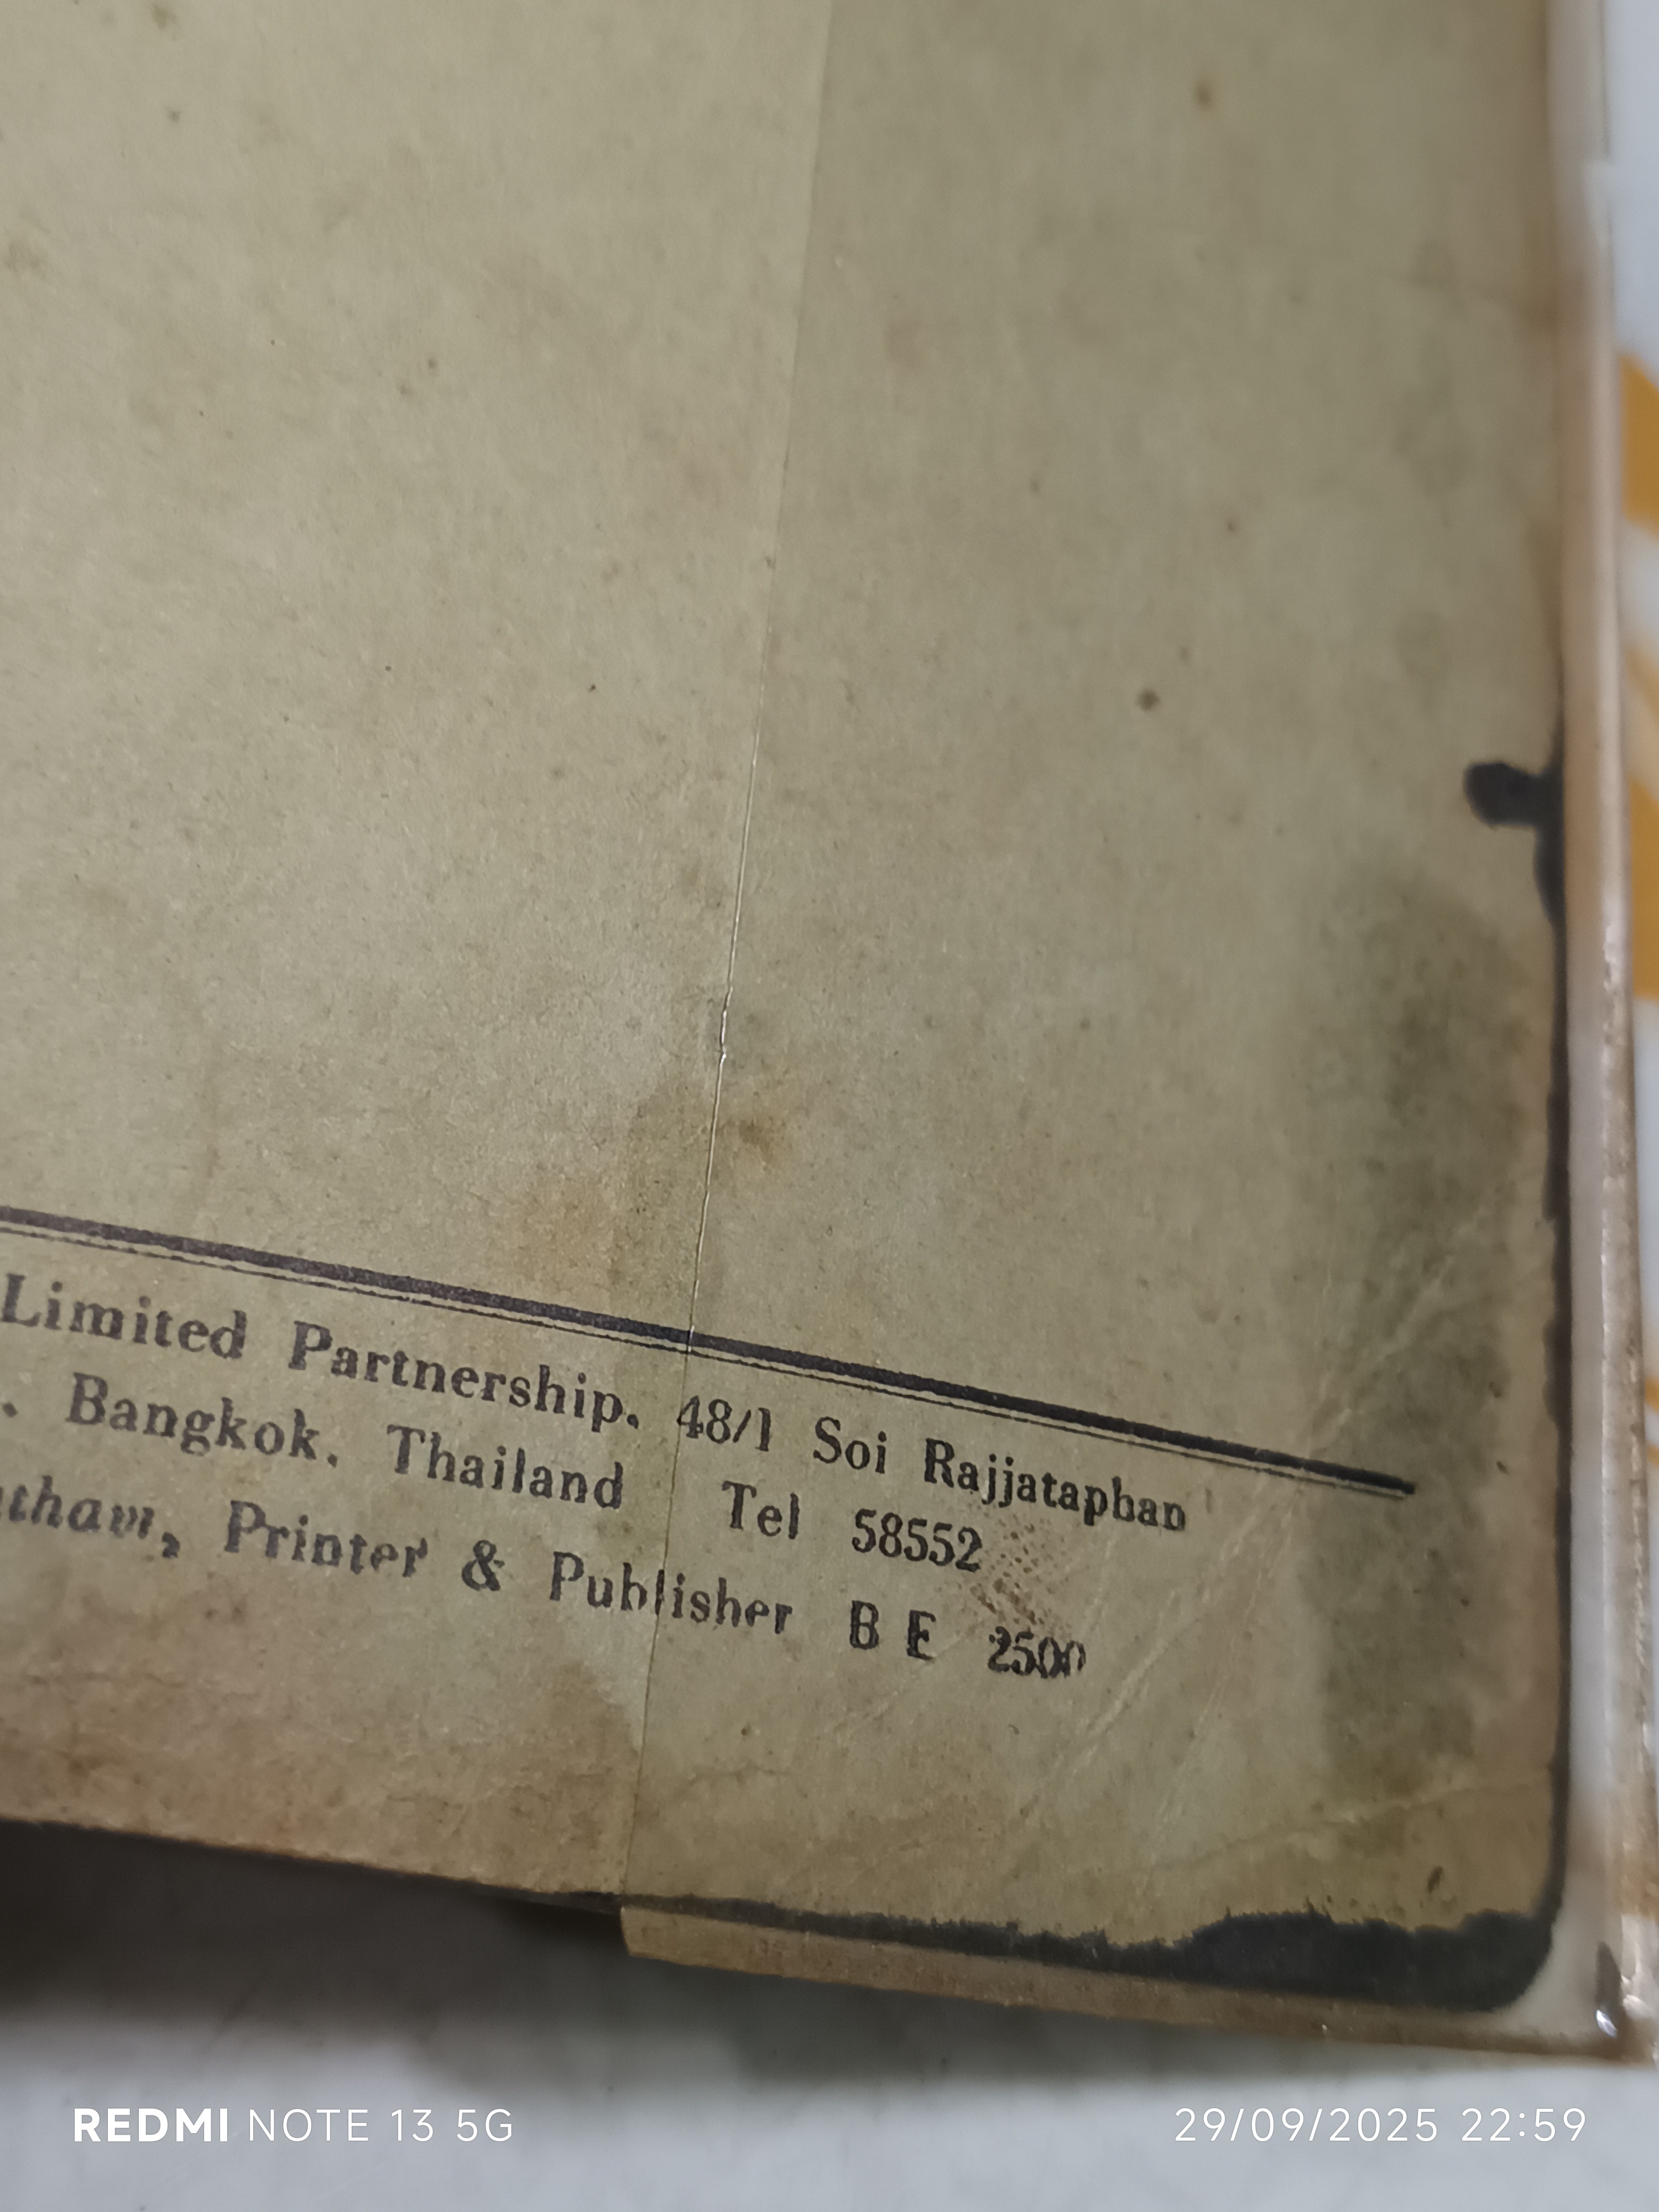 Limited Partnership. 48/1 Soi Rajjataphan
. Bangkok. Thailand Tel 58552
Printer & Publisher B E 2500
REDMI NOTE 13 5G
29/09/2025 22:59